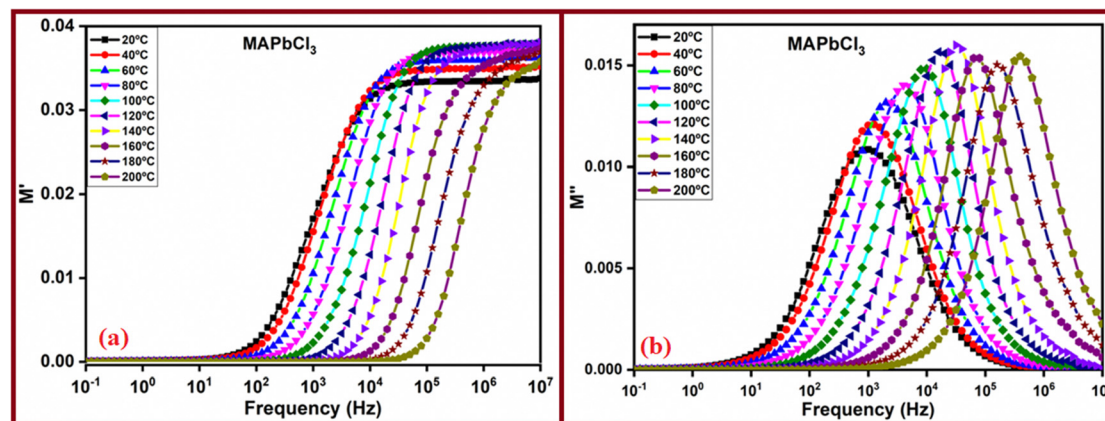 0.04
0.03
0.02
0.01
0.00
M'
MAPbCl₃
20ºC
40ºC
60ºC
80ºC
100ºC
120ºC
140ºC
160ºC
180ºC
200ºC
(a)
10⁻¹ 10⁰ 10¹ 10² 10³ 10⁴ 10⁵ 10⁶ 10⁷
Frequency (Hz)
0.015
0.010
0.005
0.000
M''
MAPbCl₃
20ºC
40ºC
60ºC
80ºC
100ºC
120ºC
140ºC
160ºC
180ºC
200ºC
(b)
10⁻¹ 10⁰ 10¹ 10² 10³ 10⁴ 10⁵ 10⁶ 10⁷
Frequency (Hz)